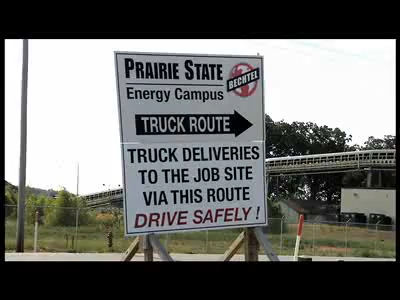 PRAIRIE STATE
Energy Campus
BECHTEL
TRUCK ROUTE
TRUCK DELIVERIES
TO THE JOB SITE
VIA THIS ROUTE
DRIVE SAFELY !